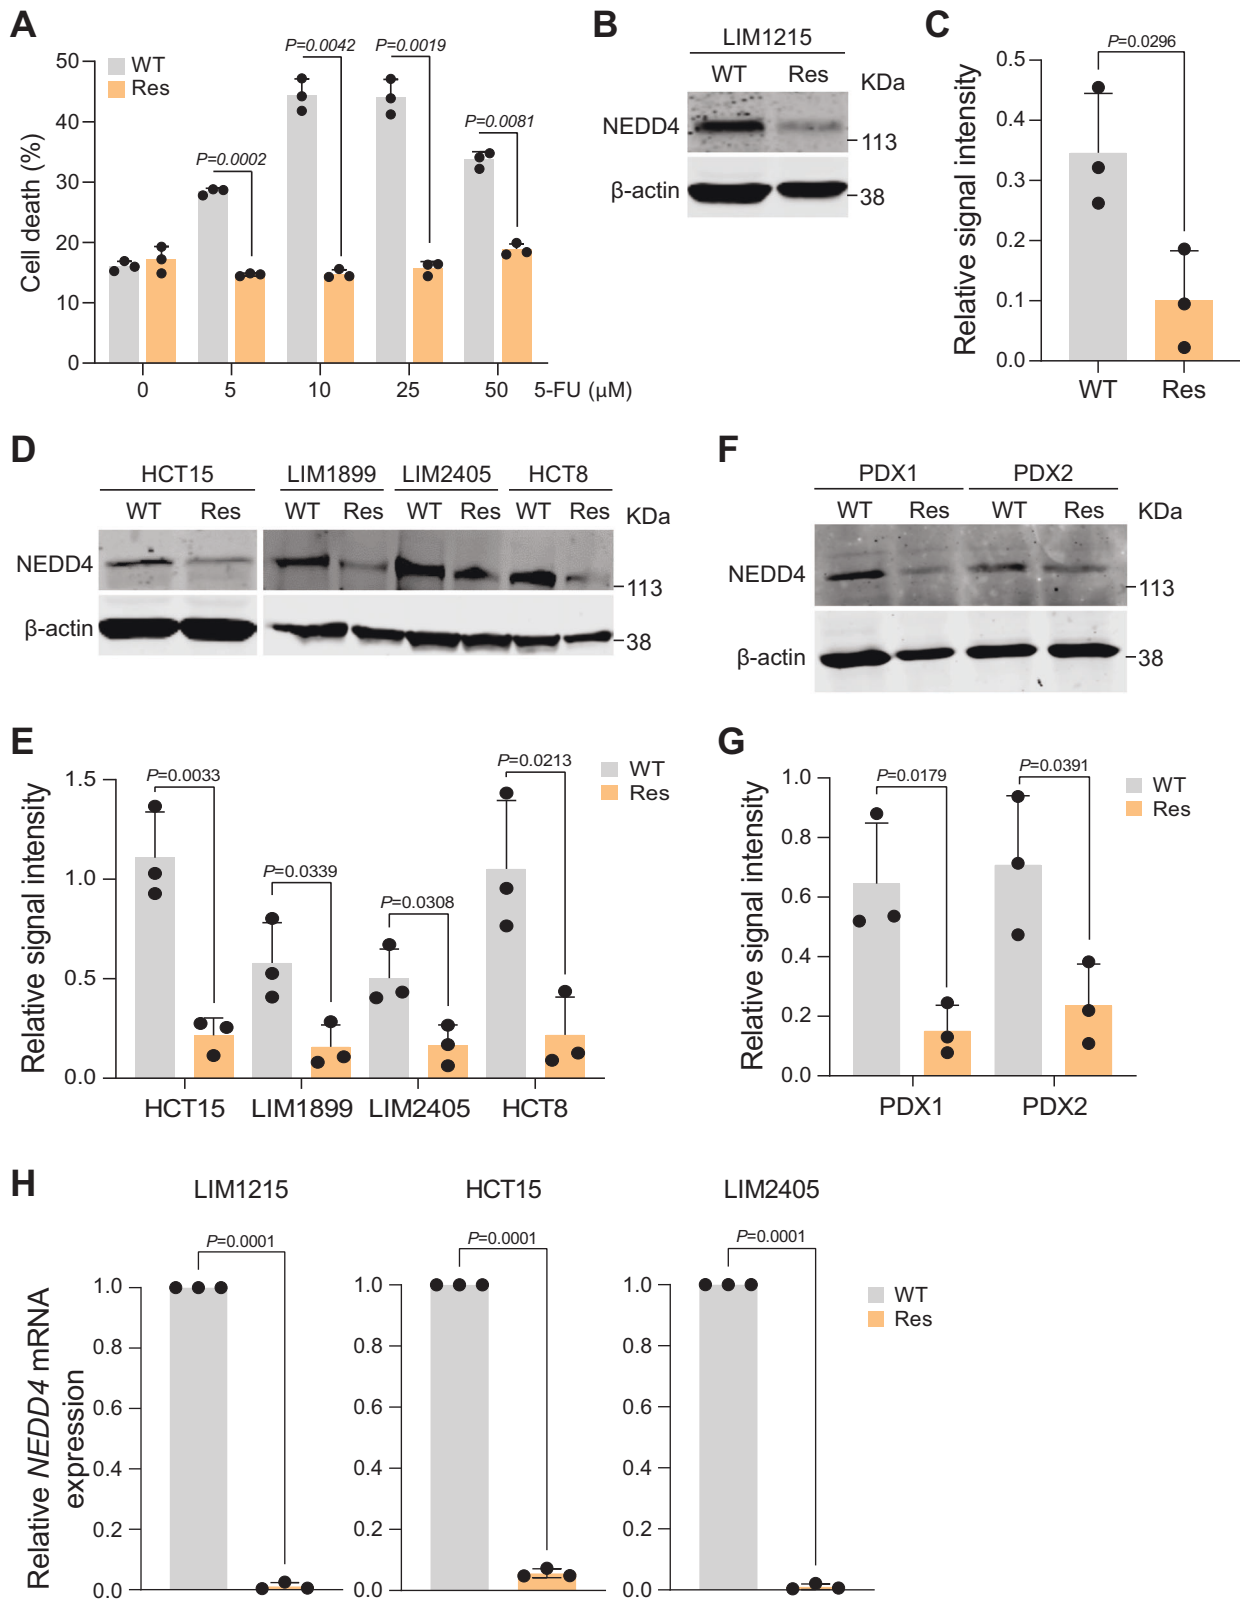 A
WT
Res
P=0.0002
P=0.0042
P=0.0019
P=0.0081
Cell death (%)
50
40
30
20
10
0
0 5 10 25 50 5-FU (μM)
B
LIM1215
WT Res KDa
NEDD4
113
β-actin
38
C
P=0.0296
Relative signal intensity
0.5
0.4
0.3
0.2
0.1
0.0
WT Res
D
HCT15 LIM1899 LIM2405 HCT8
WT Res WT Res WT Res WT Res KDa
NEDD4
113
β-actin
38
F
PDX1 PDX2
WT Res WT Res KDa
NEDD4
113
β-actin
38
E
P=0.0033
P=0.0339
P=0.0308
P=0.0213
WT
Res
Relative signal intensity
1.5
1.0
0.5
0.0
HCT15 LIM1899 LIM2405 HCT8
G
P=0.0179
P=0.0391
WT
Res
Relative signal intensity
1.0
0.8
0.6
0.4
0.2
0.0
PDX1 PDX2
H
Relative NEDD4 mRNA
expression
LIM1215
P=0.0001
1.0
0.8
0.6
0.4
0.2
0.0
HCT15
P=0.0001
1.0
0.8
0.6
0.4
0.2
0.0
LIM2405
P=0.0001
1.0
0.8
0.6
0.4
0.2
0.0
WT
Res